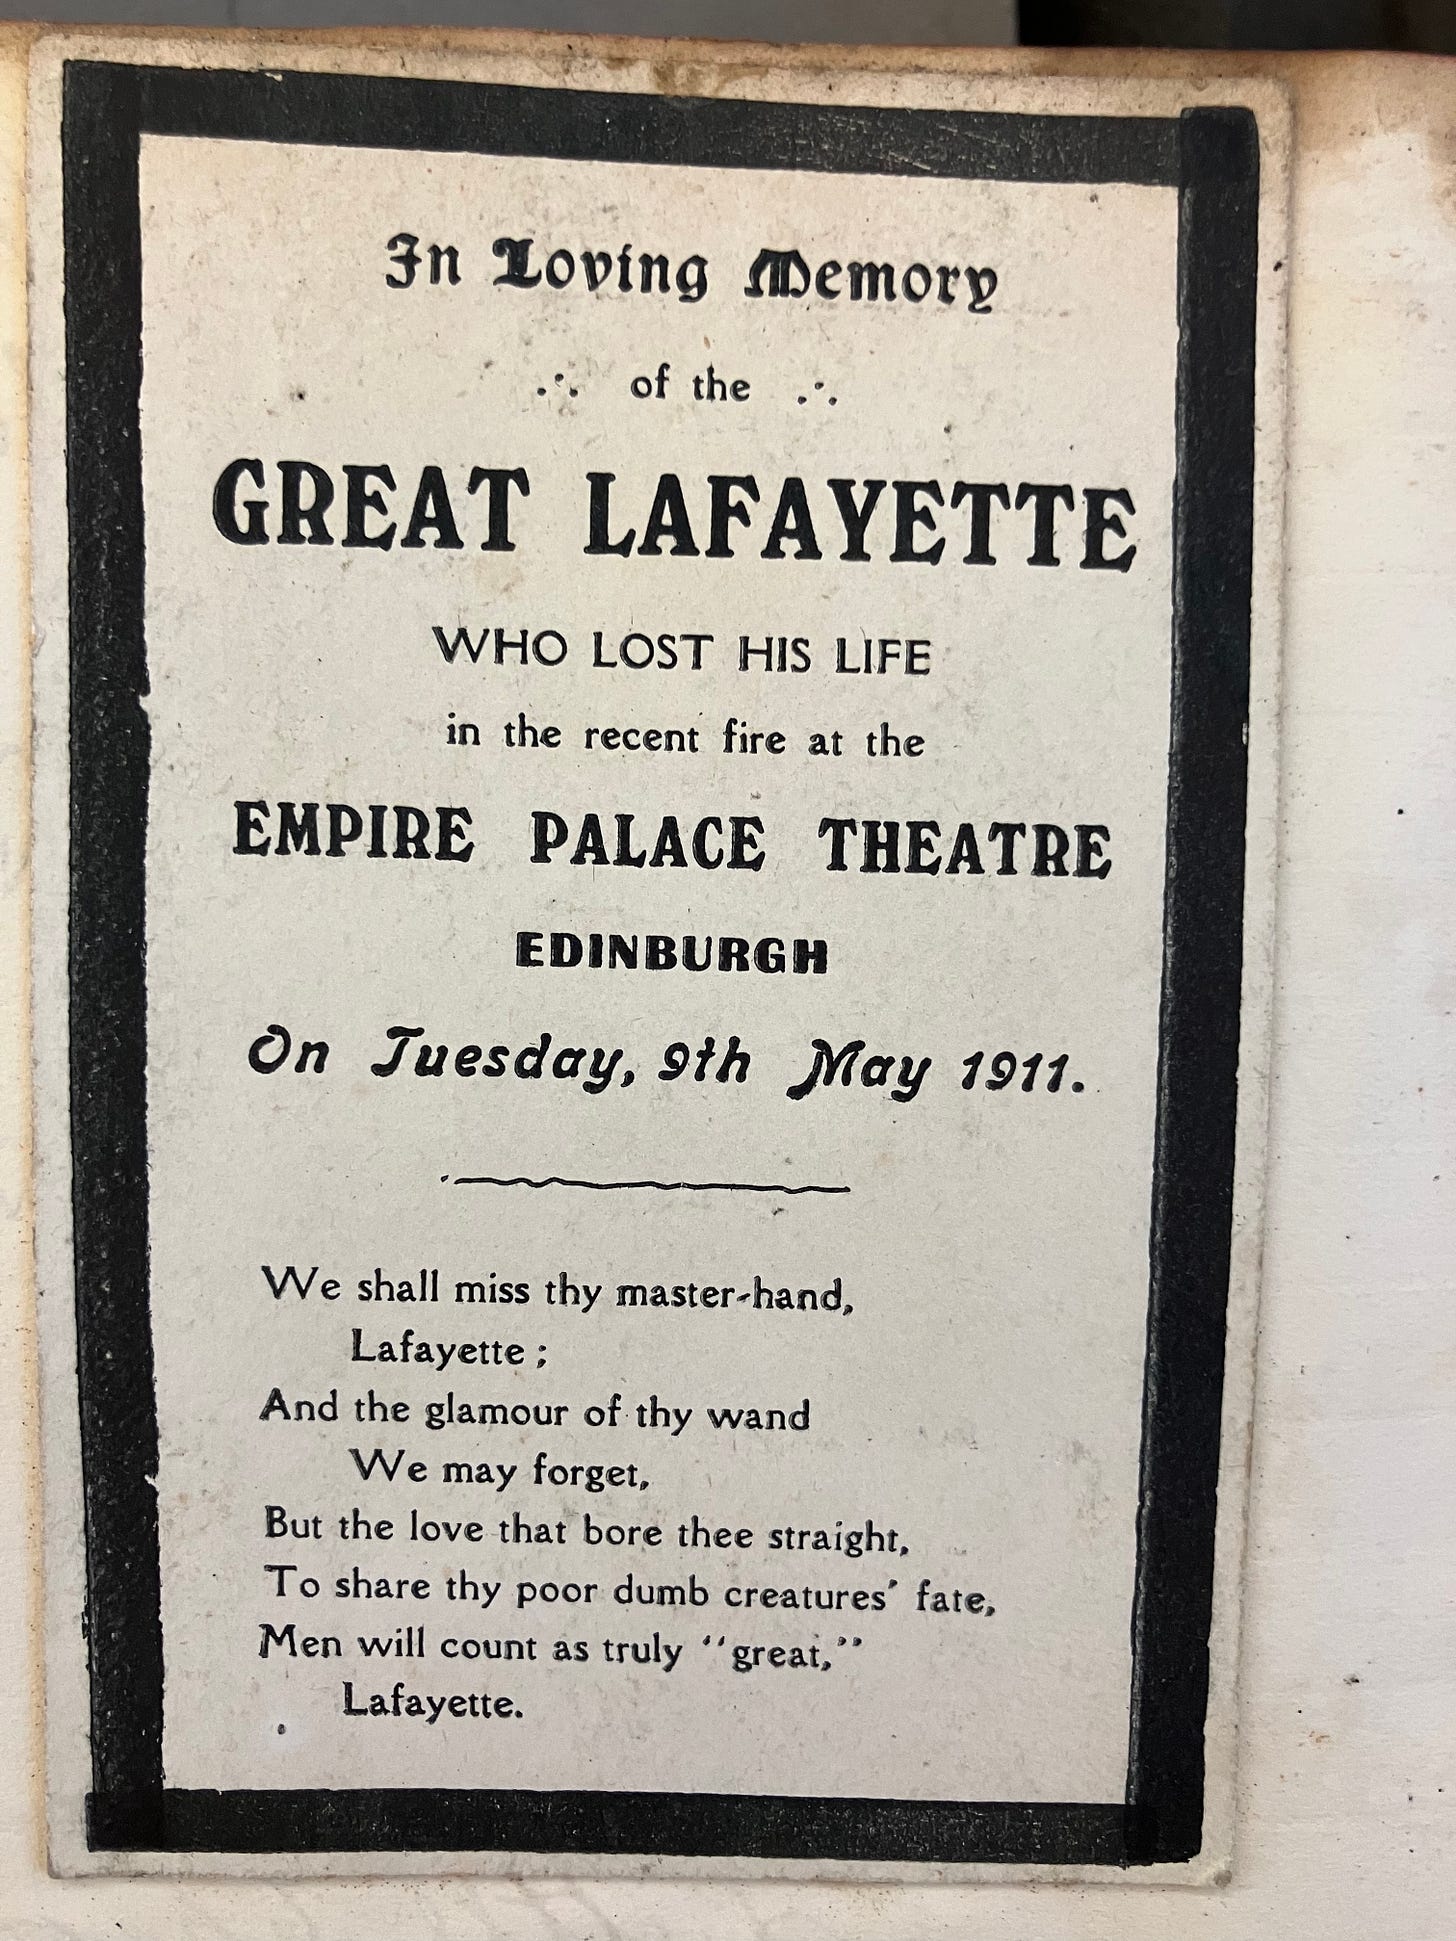 In Loving Memory
of the
GREAT LAFAYETTE
WHO LOST HIS LIFE
in the recent fire at the
EMPIRE PALACE THEATRE
EDINBURGH
On Tuesday, 9th May 1911.
We shall miss thy master-hand,
Lafayette ;
And the glamour of thy wand
We may forget,
But the love that bore thee straight,
To share thy poor dumb creatures' fate,
Men will count as truly "great,"
Lafayette.